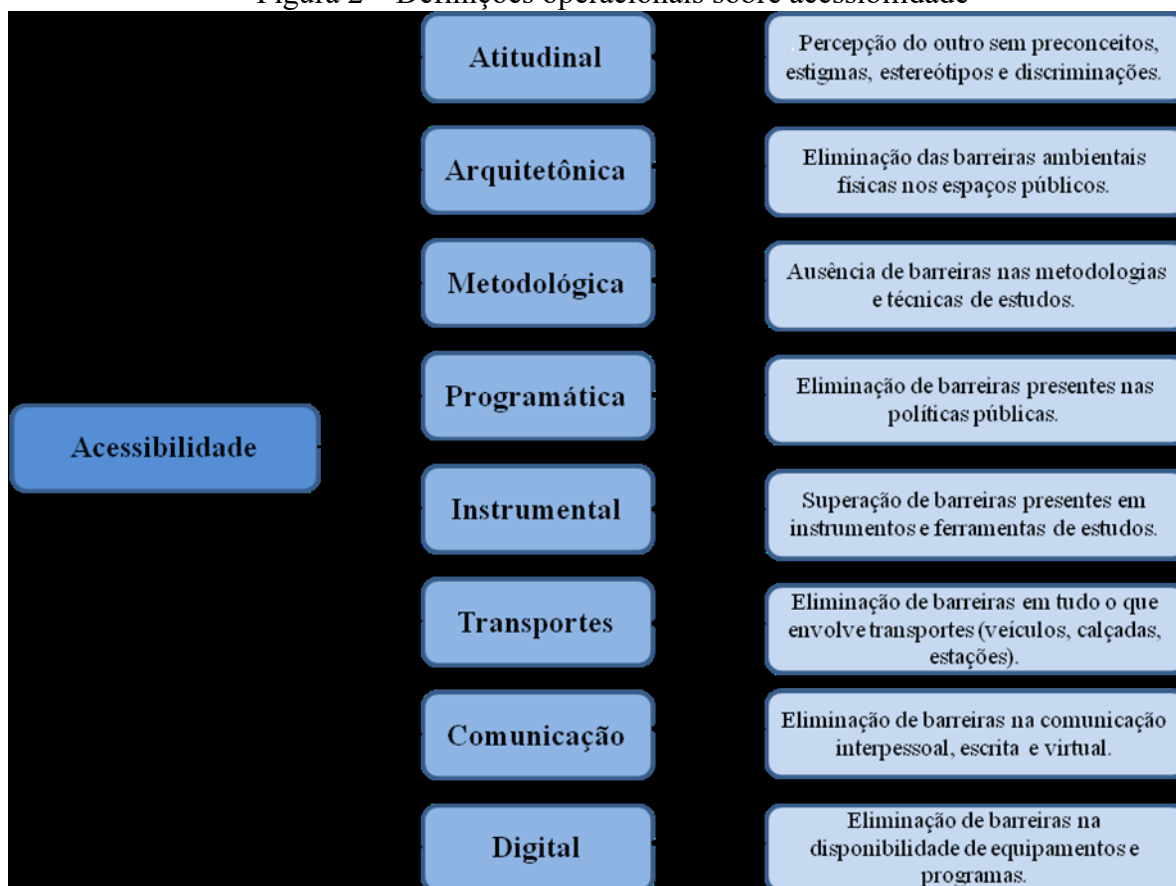 Figura 2 – Definições operacionais sobre acessibilidade
Acessibilidade
Atitudinal
Percepção do outro sem preconceitos,
estigmas, estereótipos e discriminações.
Arquitetônica
Eliminação das barreiras ambientais
físicas nos espaços públicos.
Metodológica
Ausência de barreiras nas metodologias
e técnicas de estudos.
Programática
Eliminação de barreiras presentes nas
políticas públicas.
Instrumental
Superação de barreiras presentes em
instrumentos e ferramentas de estudos.
Transportes
Eliminação de barreiras em tudo o que
envolve transportes (veículos, calçadas,
estações).
Comunicação
Eliminação de barreiras na comunicação
interpessoal, escrita e virtual.
Digital
Eliminação de barreiras na
disponibilidade de equipamentos e
programas.